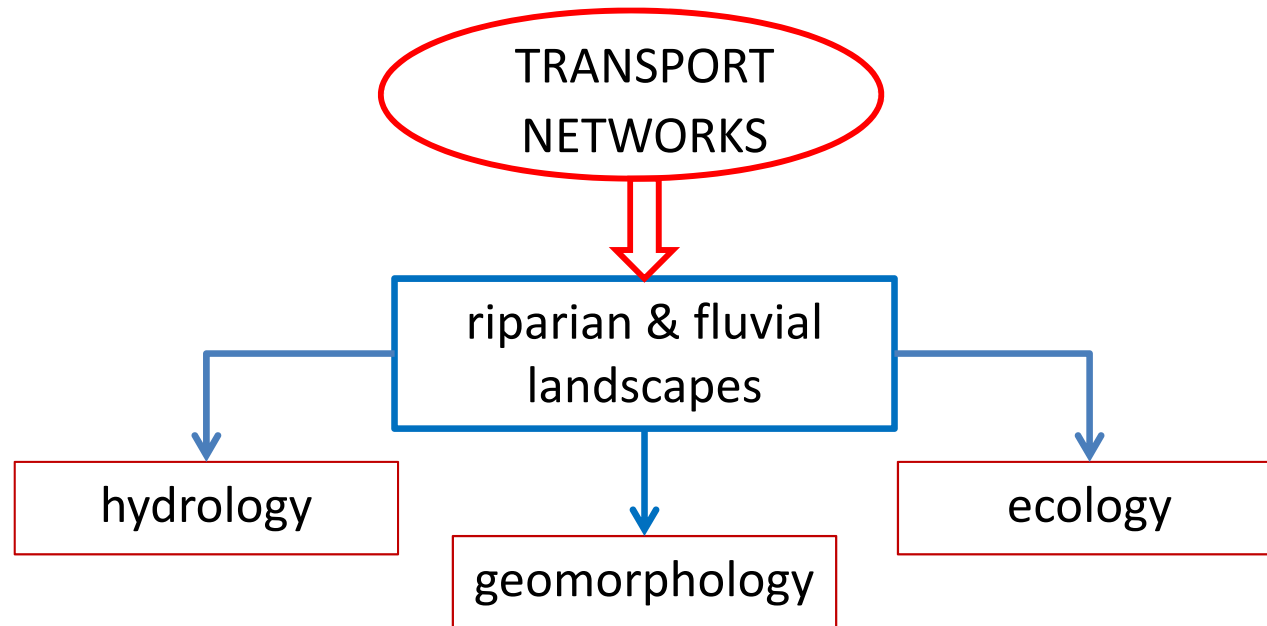 TRANSPORT
NETWORKS
riparian & fluvial
landscapes
hydrology
geomorphology
ecology